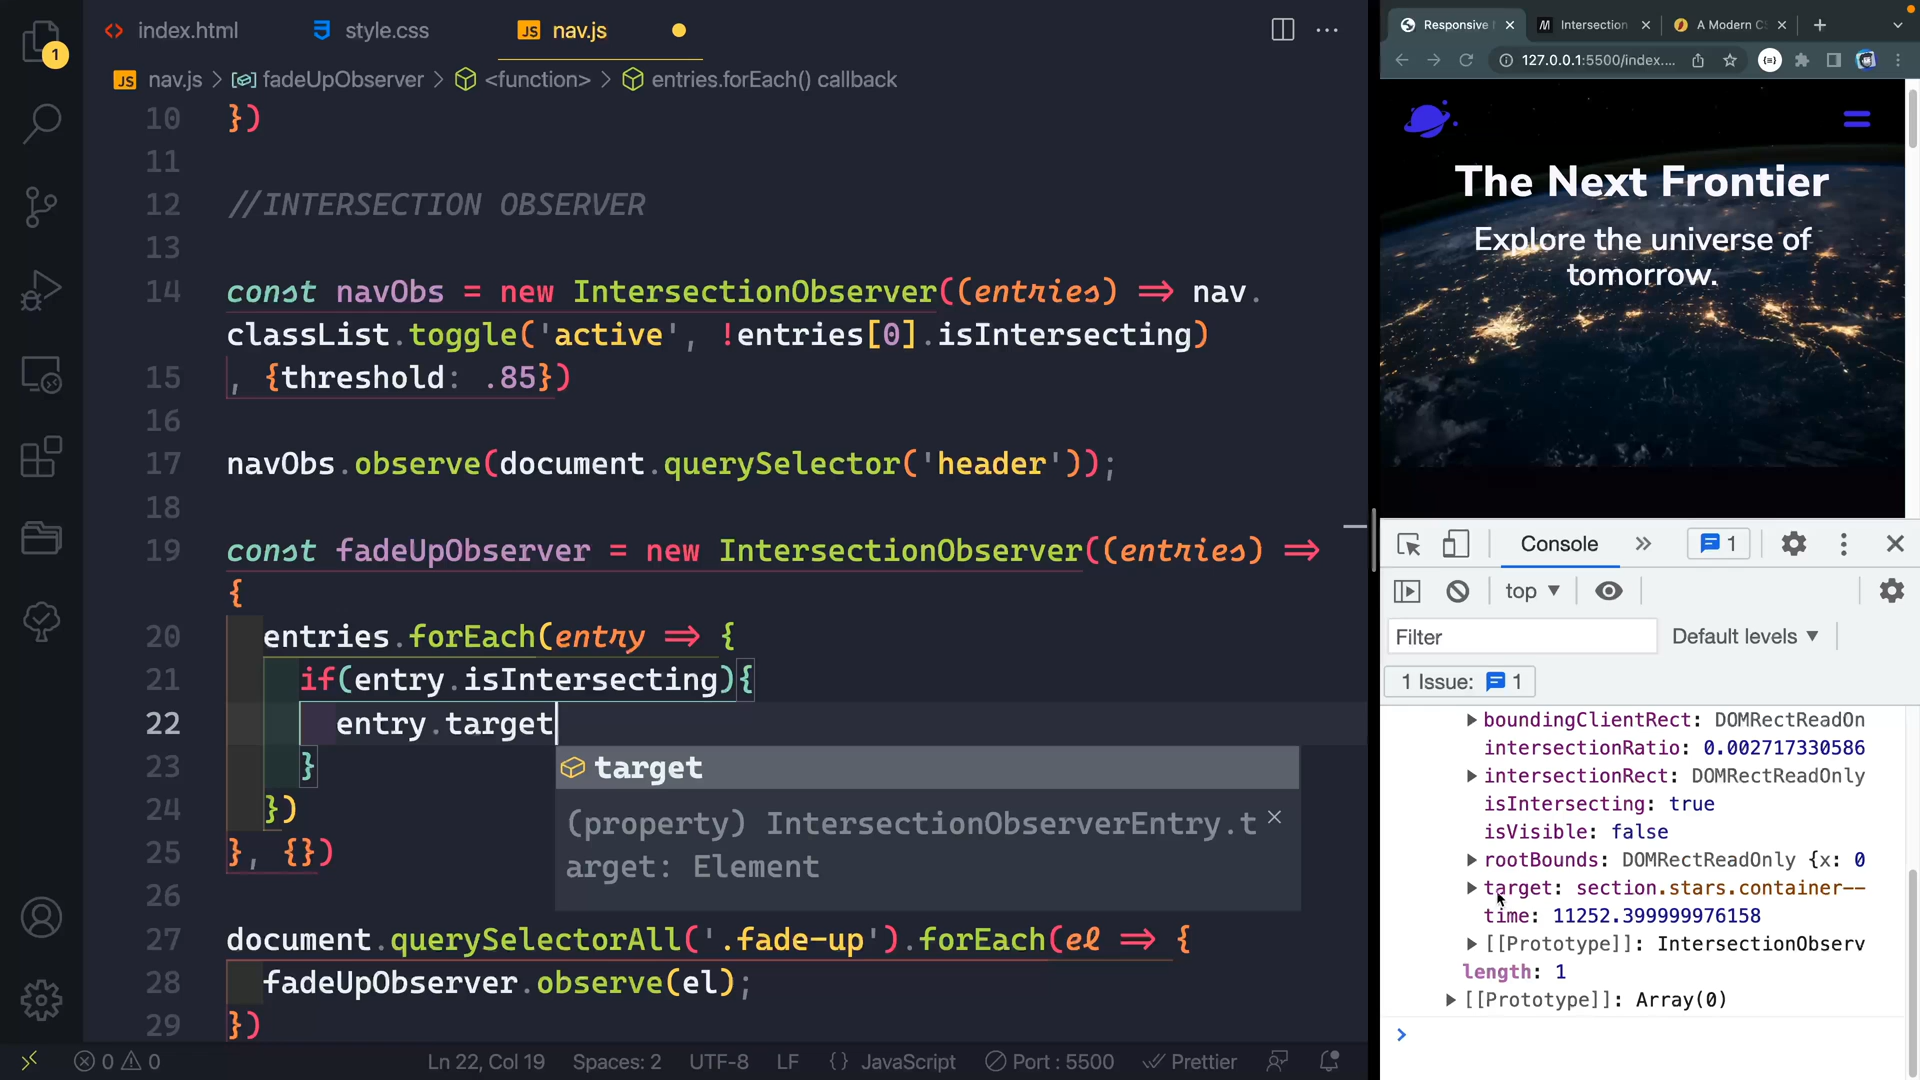 index.html
style.css
JS nav.js
1
JS nav.js > fadeUpObserver > <function> > entries.forEach() callback
10 })
11
12 //INTERSECTION OBSERVER
13
14 const navObs = new IntersectionObserver((entries) => nav.
classList.toggle('active', !entries[0].isIntersecting)
15 , {threshold: .85})
16
17 navObs.observe(document.querySelector('header'));
18
19 const fadeUpObserver = new IntersectionObserver((entries) =>
{
20 entries.forEach(entry => {
21 if(entry.isIntersecting){
22 entry.target
23 }
24 })
25 }, {})
26
27 document.querySelectorAll('.fade-up').forEach(el => {
28 fadeUpObserver.observe(el);
29 })
target
(property) IntersectionObserverEntry.t
arget: Element
0 0
Ln 22, Col 19 Spaces: 2 UTF-8 LF {} JavaScript Port : 5500 Prettier
Responsive
Intersection
A Modern C
127.0.0.1:5500/index....
The Next Frontier
Explore the universe of
tomorrow.
Console 1
top
Filter Default levels
1 Issue: 1
boundingClientRect: DOMRectReadOn
intersectionRatio: 0.002717330586
intersectionRect: DOMRectReadOnly
isIntersecting: true
isVisible: false
rootBounds: DOMRectReadOnly {x: 0
target: section.stars.container--
time: 11252.399999976158
[[Prototype]]: IntersectionObserv
length: 1
[[Prototype]]: Array(0)